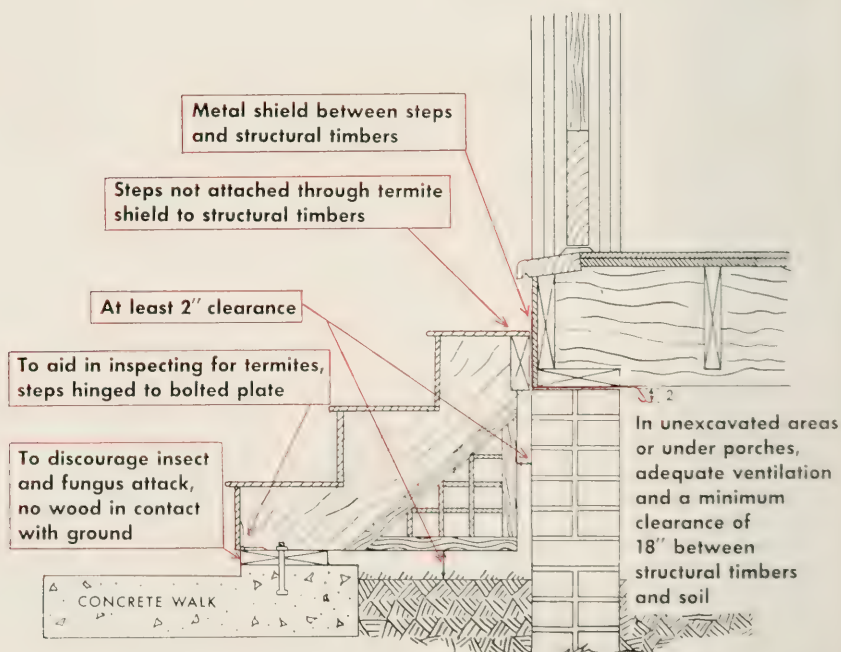 Metal shield between steps
and structural timbers
Steps not attached through termite
shield to structural timbers
At least 2" clearance
To aid in inspecting for termites,
steps hinged to bolted plate
To discourage insect
and fungus attack,
no wood in contact
with ground
2
In unexcavated areas
or under porches,
adequate ventilation
and a minimum
clearance of
18" between
structural timbers
and soil
CONCRETE WALK